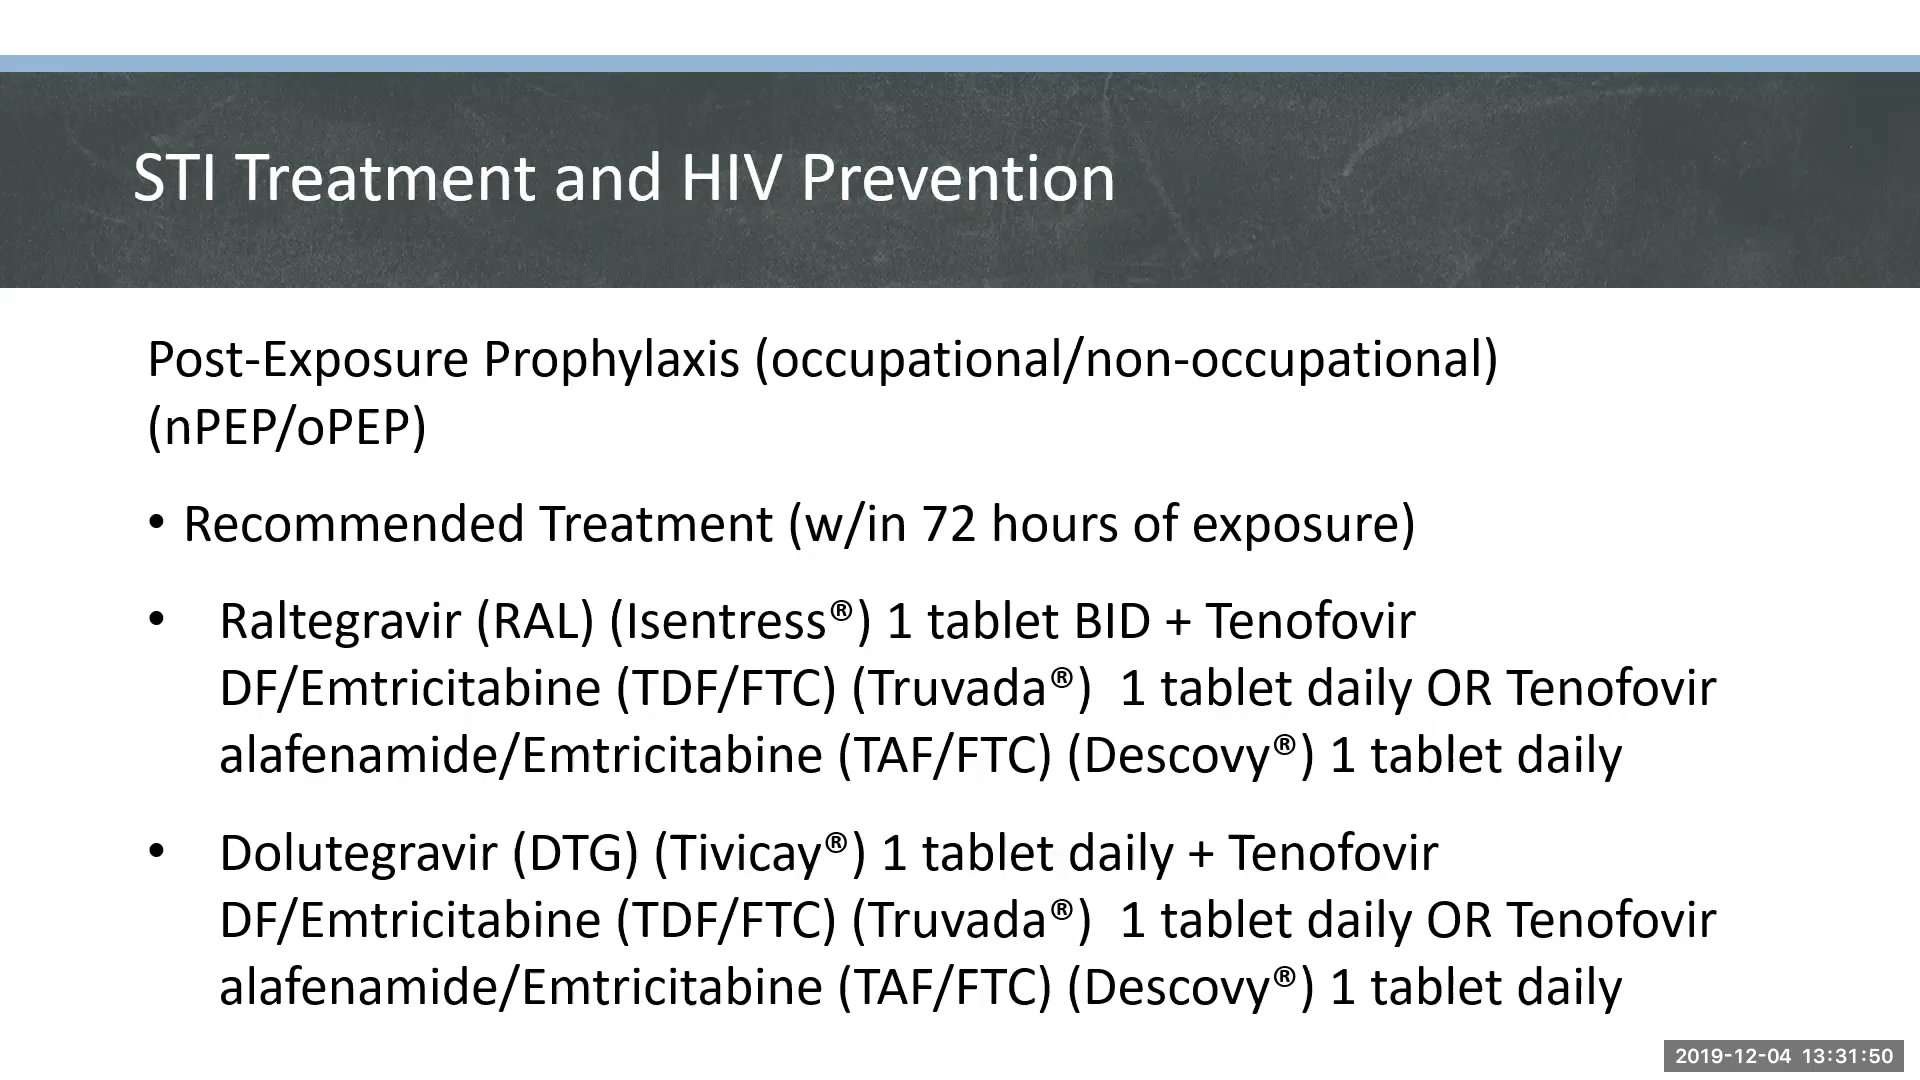 STI Treatment and HIV Prevention
Post-Exposure Prophylaxis (occupational/non-occupational)
(nPEP/oPEP)
• Recommended Treatment (w/in 72 hours of exposure)
• Raltegravir (RAL) (Isentress®) 1 tablet BID + Tenofovir
DF/Emtricitabine (TDF/FTC) (Truvada®)  1 tablet daily OR Tenofovir
alafenamide/Emtricitabine (TAF/FTC) (Descovy®) 1 tablet daily
• Dolutegravir (DTG) (Tivicay®) 1 tablet daily + Tenofovir
DF/Emtricitabine (TDF/FTC) (Truvada®)  1 tablet daily OR Tenofovir
alafenamide/Emtricitabine (TAF/FTC) (Descovy®) 1 tablet daily
2019-12-04 13:31:50